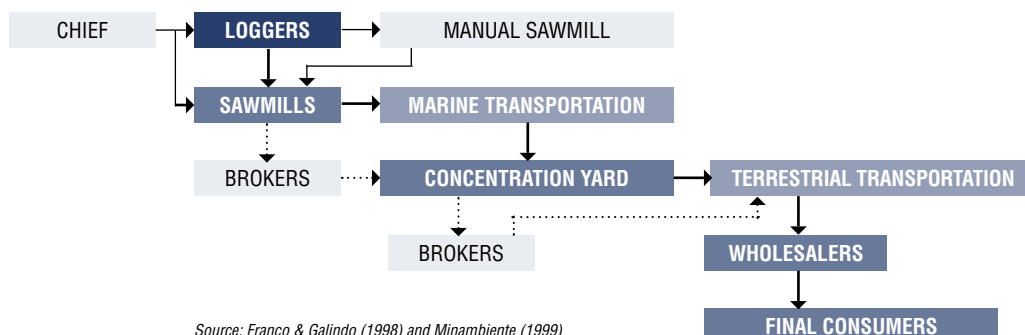 CHIEF
LOGGERS
MANUAL SAWMILL
SAWMILLS
MARINE TRANSPORTATION
BROKERS
CONCENTRATION YARD
TERRESTRIAL TRANSPORTATION
BROKERS
WHOLESALERS
FINAL CONSUMERS
Source: Franco & Galindo (1998) and Minambiente (1999)